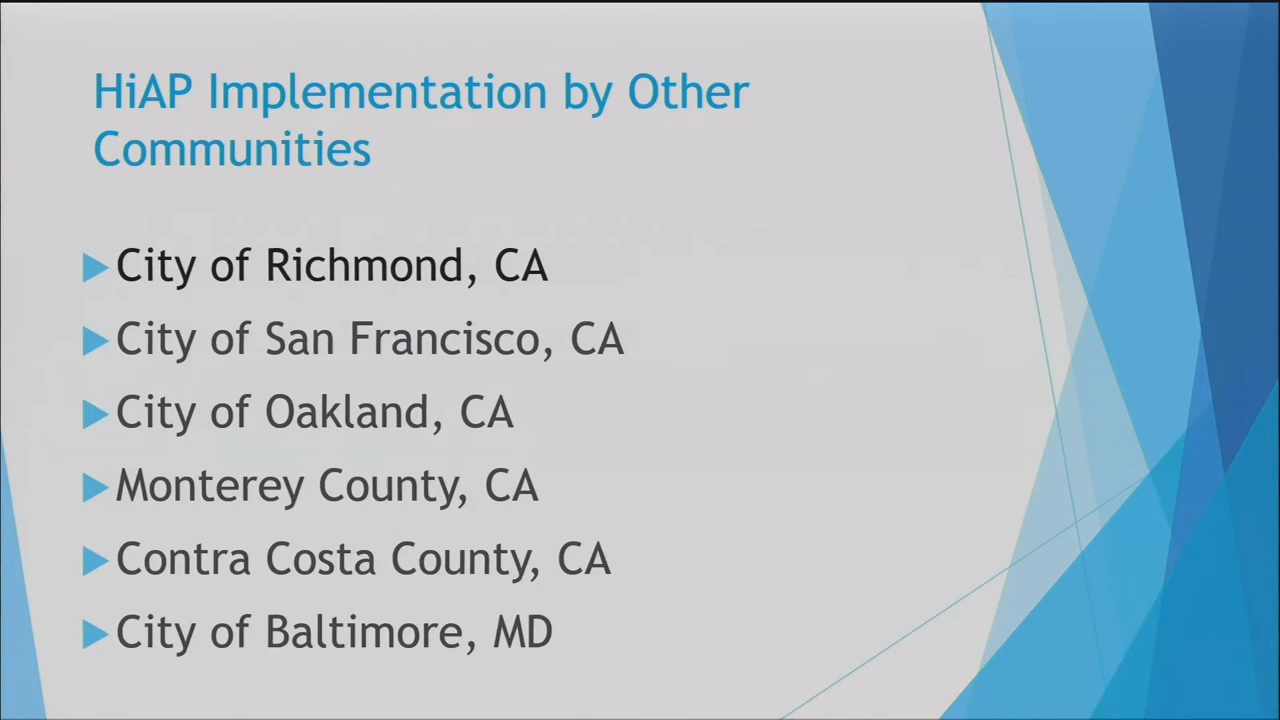 HiAP Implementation by Other
Communities
City of Richmond, CA
City of San Francisco, CA
City of Oakland, CA
Monterey County, CA
Contra Costa County, CA
City of Baltimore, MD